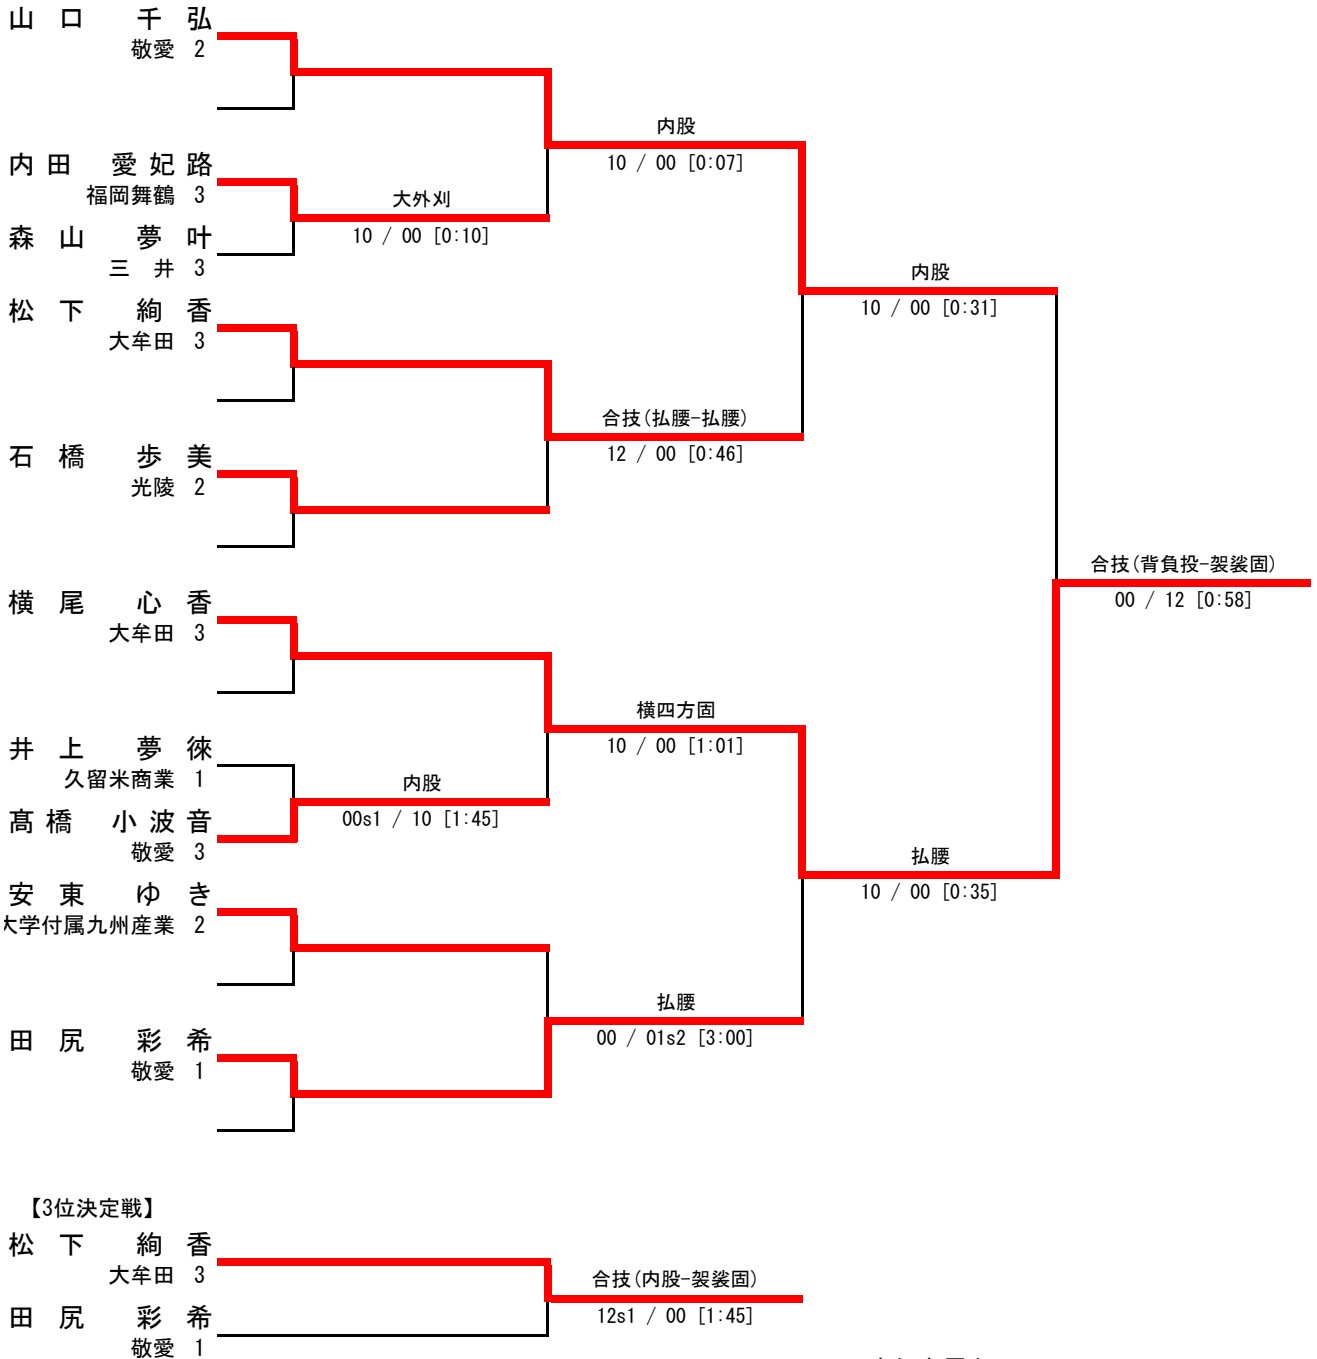 山口 千弘
敬愛 2
内股
10 / 00 [0:07]
内田 愛妃路
福岡舞鶴 3
大外刈
10 / 00 [0:10]
森山 夢叶
三 井 3
内股
10 / 00 [0:31]
松下 絢香
大牟田 3
合技(払腰-払腰)
12 / 00 [0:46]
石橋 歩美
光陵 2
合技(背負投-袈裟固)
00 / 12 [0:58]
横尾 心香
大牟田 3
横四方固
10 / 00 [1:01]
井上 夢徠
久留米商業 1
内股
00s1 / 10 [1:45]
髙橋 小波音
敬愛 3
払腰
10 / 00 [0:35]
安東 ゆき
大学付属九州産業 2
払腰
00 / 01s2 [3:00]
田尻 彩希
敬愛 1
【3位決定戦】
松下 絢香
大牟田 3
合技(内股-袈裟固)
12s1 / 00 [1:45]
田尻 彩希
敬愛 1